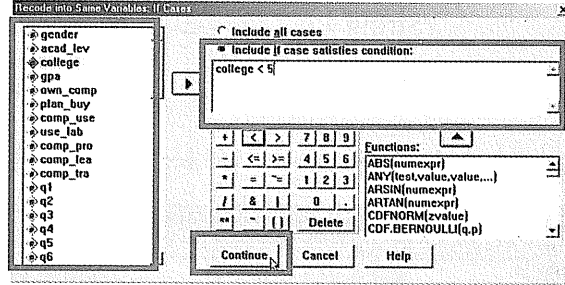 Recode into Same Variables: If Cases
gender
acad_lev
college
gpa
own_comp
plan_buy
comp_use
use_lab
comp_pro
comp_lea
comp_tra
q1
q2
q3
q4
q5
q6
Include all cases
Include if case satisfies condition:
college < 5
+ < > 7 8 9
- <= >= 4 5 6
* = ~= 1 2 3
/ & | 0 .
** ~ () Delete
Functions:
ABS(numexpr)
ANY(test,value,value,...)
ARSIN(numexpr)
ARTAN(numexpr)
CDFNORM(zvalue)
CDF.BERNOULLI(q,p)
Continue Cancel Help